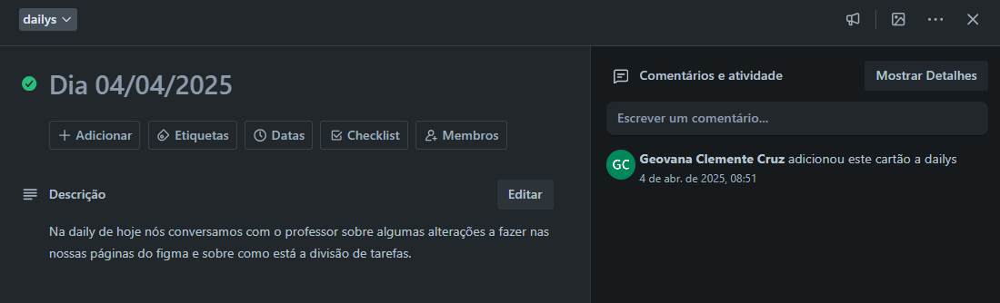 dailys
Dia 04/04/2025
Adicionar
Etiquetas
Datas
Checklist
Membros
Descrição
Editar
Na daily de hoje nós conversamos com o professor sobre algumas alterações a fazer nas
nossas páginas do figma e sobre como está a divisão de tarefas.
Comentários e atividade
Mostrar Detalhes
Escrever um comentário...
GC
Geovana Clemente Cruz adicionou este cartão a dailys
4 de abr. de 2025, 08:51